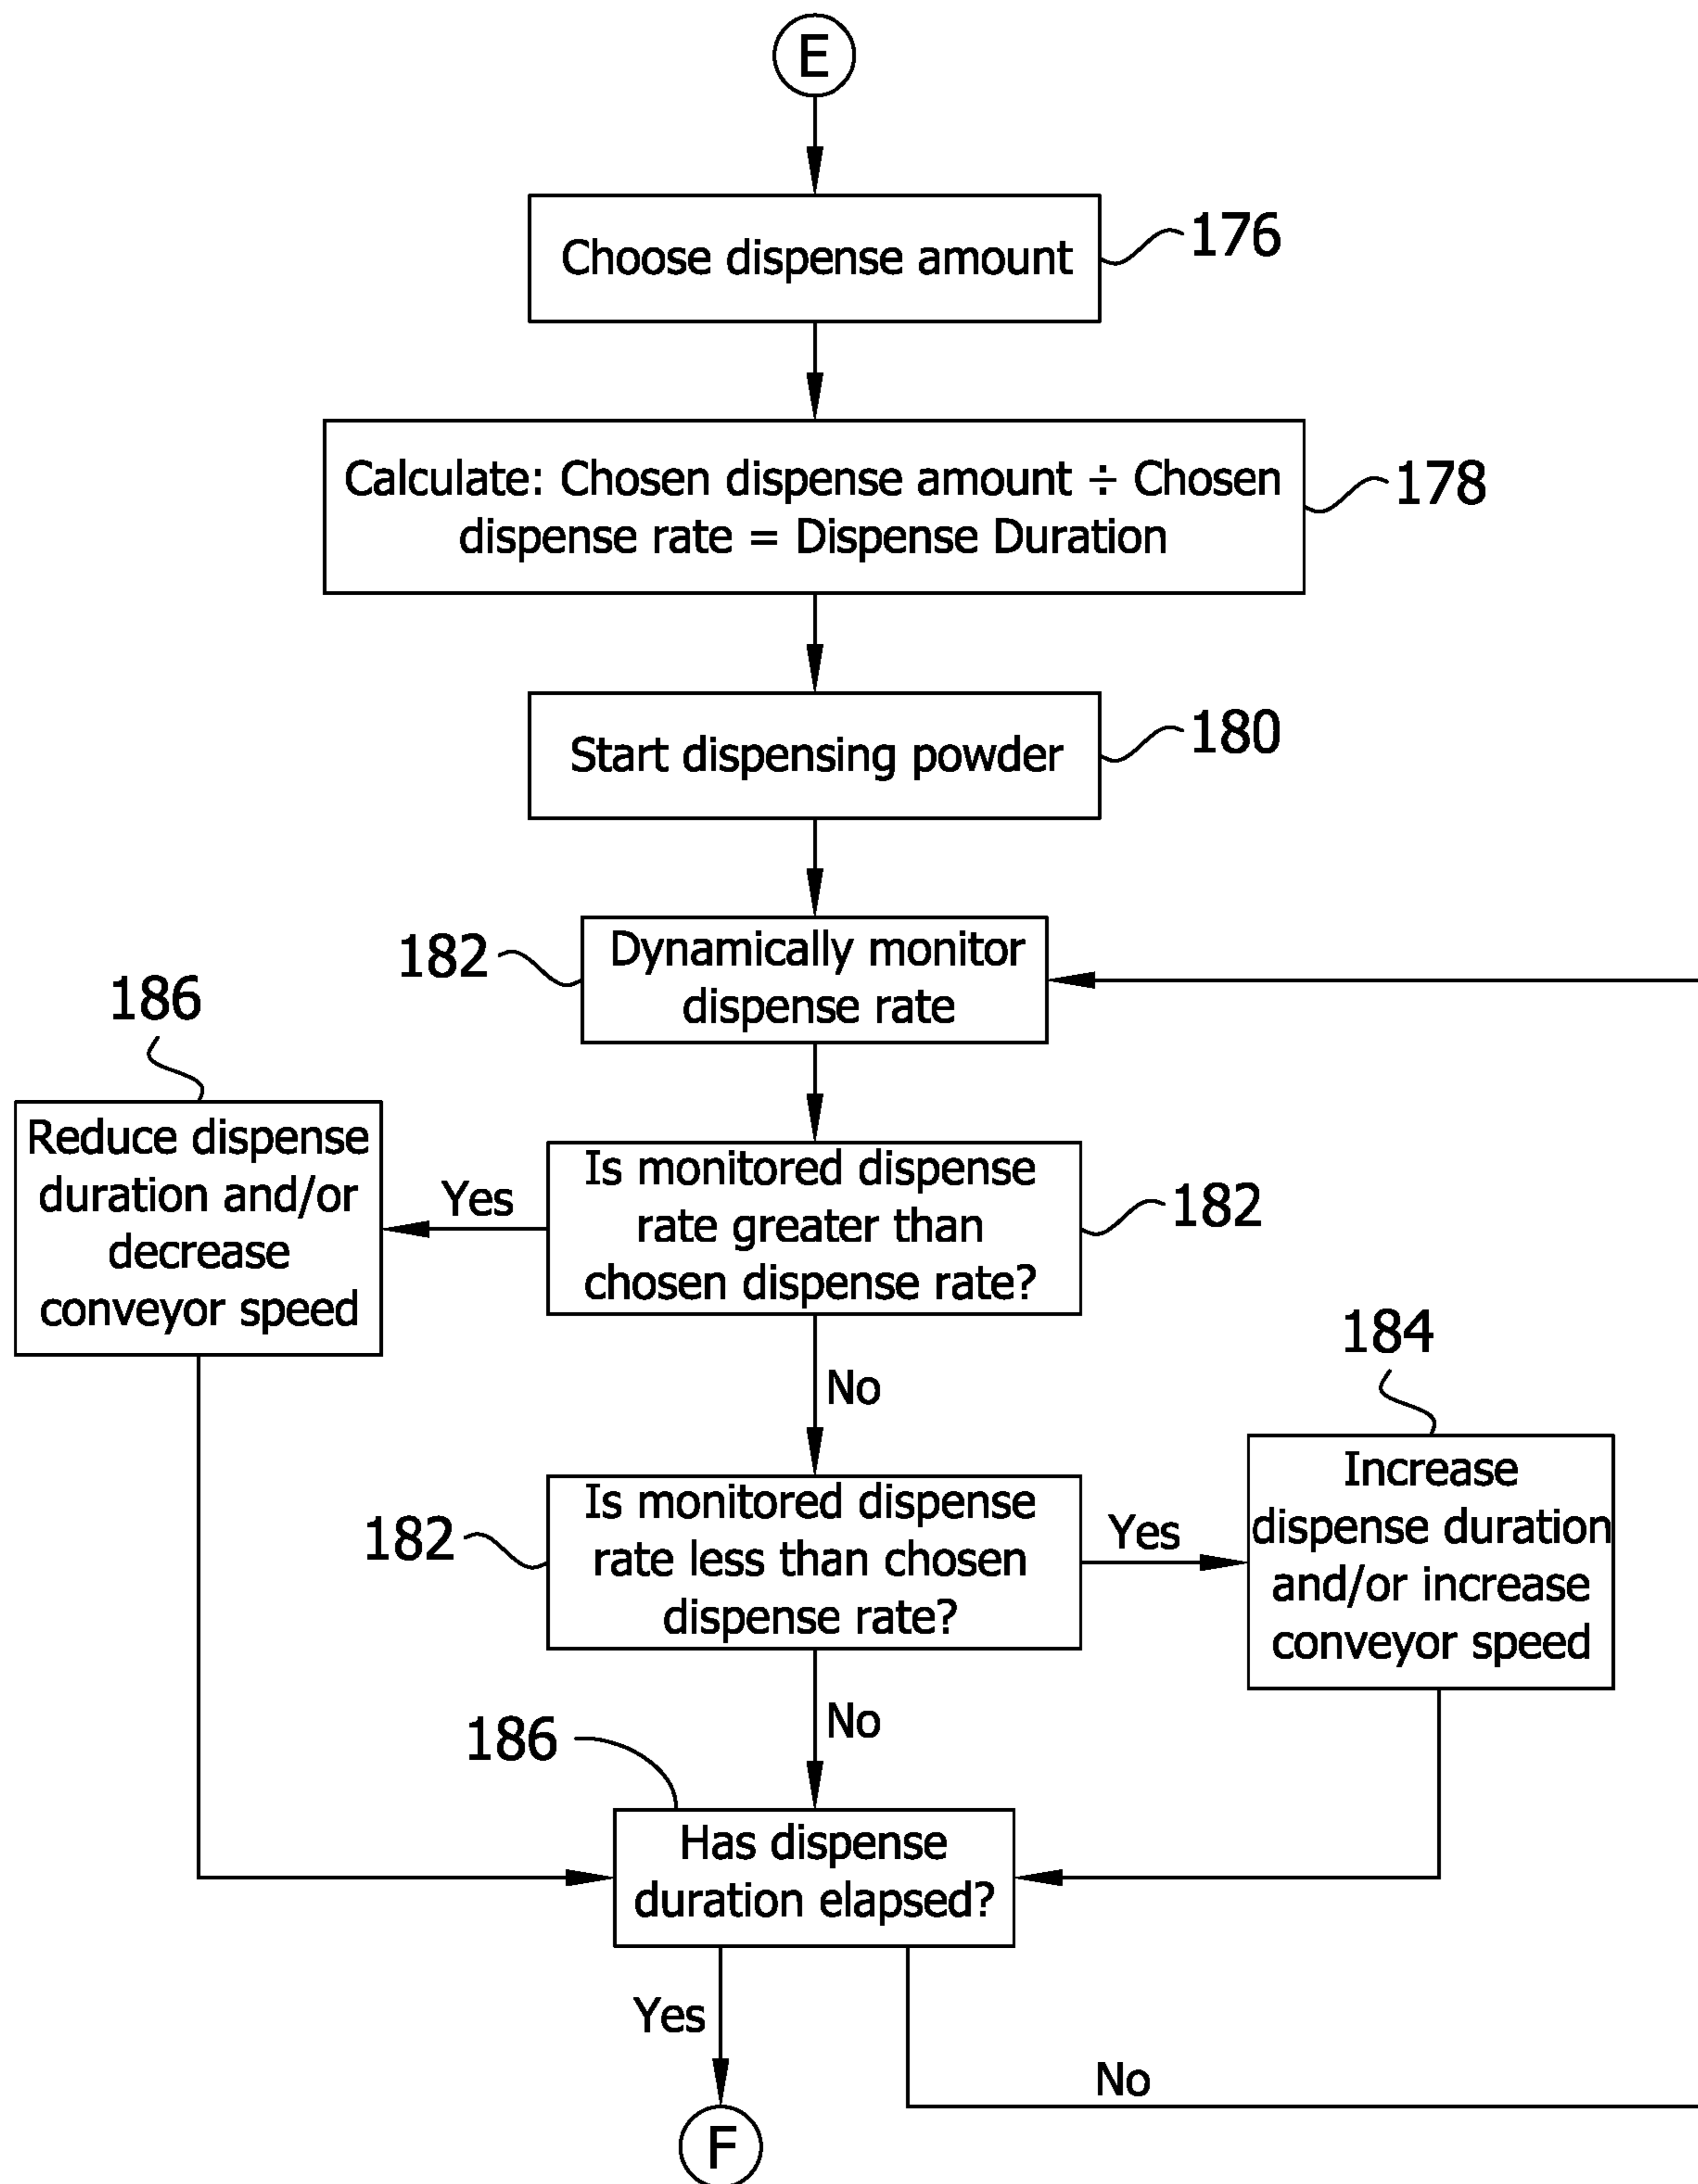 E
Choose dispense amount
176
Calculate: Chosen dispense amount ÷ Chosen
dispense rate = Dispense Duration
178
Start dispensing powder
180
182
Dynamically monitor
dispense rate
186
Reduce dispense
duration and/or
decrease
conveyor speed
Yes
Is monitored dispense
rate greater than
chosen dispense rate?
182
No
184
182
Is monitored dispense
rate less than chosen
dispense rate?
Yes
Increase
dispense duration
and/or increase
conveyor speed
No
186
Has dispense
duration elapsed?
Yes
No
F